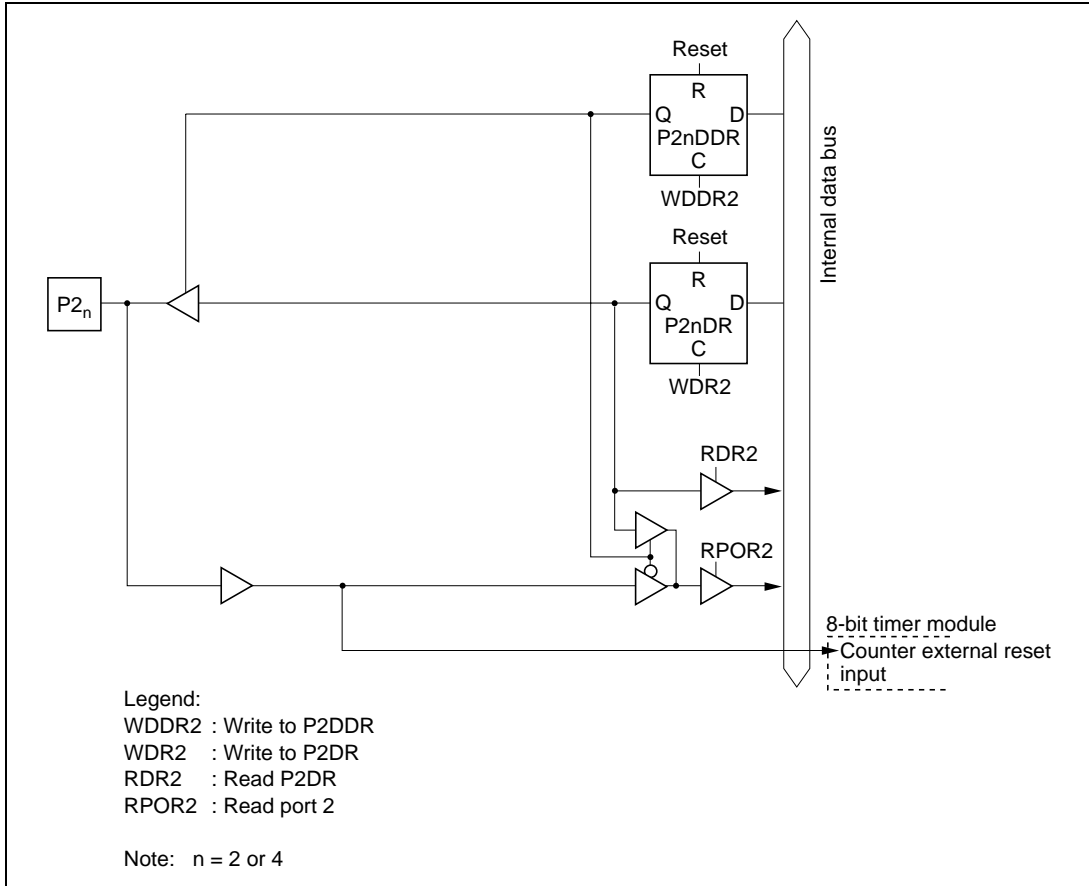 Reset
R
Q D
P2nDDR
C
WDDR2
Internal data bus
Reset
R
P2n
Q D
P2nDR
C
WDR2
RDR2
RPOR2
8-bit timer module
Counter external reset
input
Legend:
WDDR2 : Write to P2DDR
WDR2 : Write to P2DR
RDR2 : Read P2DR
RPOR2 : Read port 2
Note: n = 2 or 4